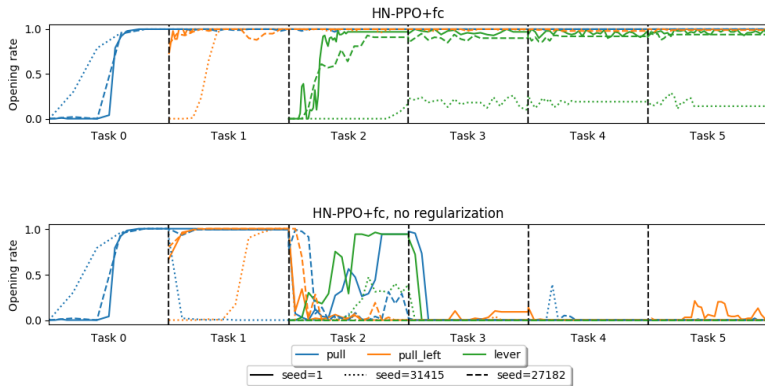 HN-PPO+fc
1.0
0.5
0.0
Opening rate
Task 0 Task 1 Task 2 Task 3 Task 4 Task 5
HN-PPO+fc, no regularization
1.0
0.5
0.0
Opening rate
Task 0 Task 1 Task 2 Task 3 Task 4 Task 5
pull pull_left lever
seed=1 seed=31415 seed=27182